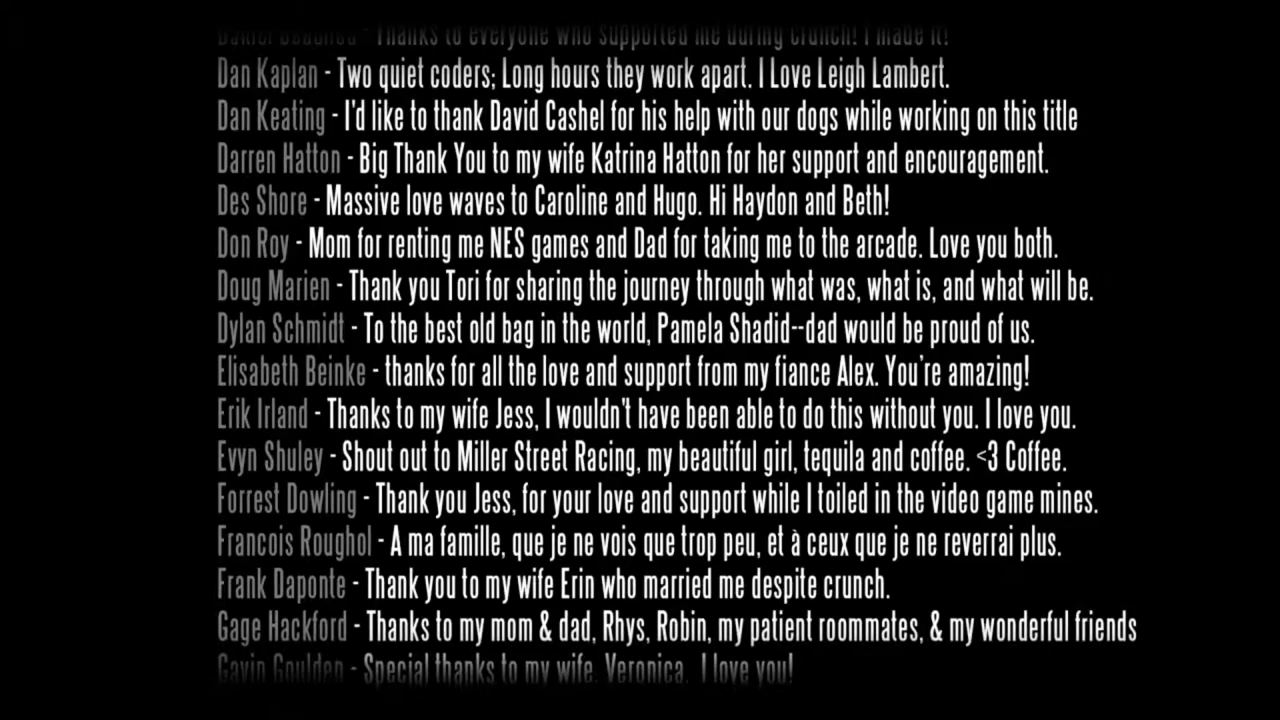 Thanks to everyone who supported me during crunch! I made it!
Dan Kaplan - Two quiet coders; Long hours they work apart. I Love Leigh Lambert.
Dan Keating - I'd like to thank David Cashel for his help with our dogs while working on this title
Darren Hatton - Big Thank You to my wife Katrina Hatton for her support and encouragement.
Des Shore - Massive love waves to Caroline and Hugo. Hi Haydon and Beth!
Don Roy - Mom for renting me NES games and Dad for taking me to the arcade. Love you both.
Doug Marien - Thank you Tori for sharing the journey through what was, what is, and what will be.
Dylan Schmidt - To the best old bag in the world, Pamela Shadid--dad would be proud of us.
Elisabeth Beinke - thanks for all the love and support from my fiance Alex. You're amazing!
Erik Irland - Thanks to my wife Jess, I wouldn't have been able to do this without you. I love you.
Evyn Shuley - Shout out to Miller Street Racing, my beautiful girl, tequila and coffee. <3 Coffee.
Forrest Dowling - Thank you Jess, for your love and support while I toiled in the video game mines.
Francois Roughol - A ma famille, que je ne vois que trop peu, et à ceux que je ne reverrai plus.
Frank Daponte - Thank you to my wife Erin who married me despite crunch.
Gage Hackford - Thanks to my mom & dad, Rhys, Robin, my patient roommates, & my wonderful friends
Gavin Goulden - Special thanks to my wife, Veronica. I love you!